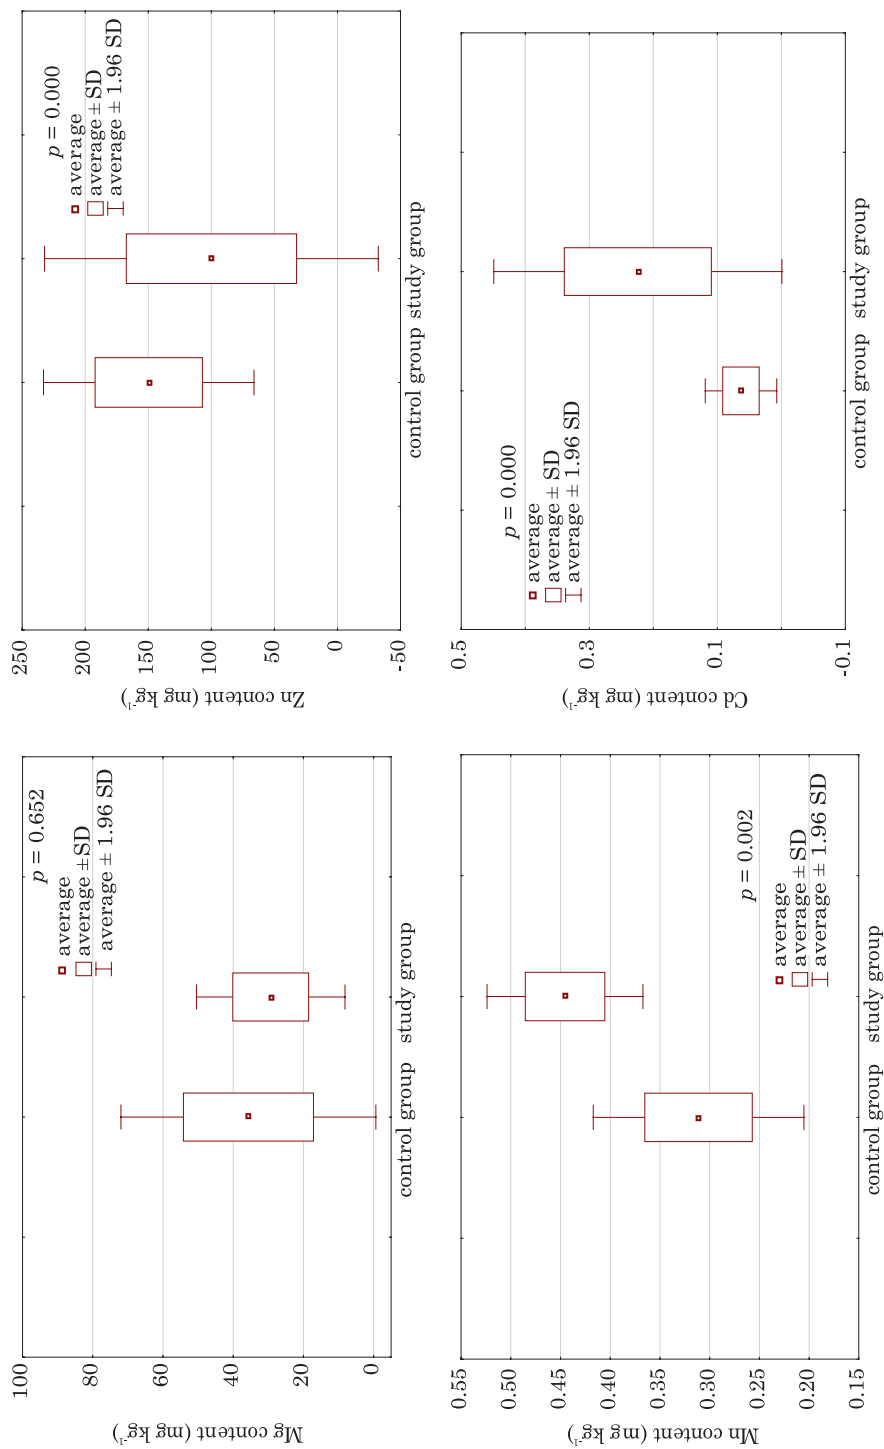 Mg content (mg kg⁻¹)
100
80
60
40
20
0
p = 0.652
average
average ± SD
average ± 1.96 SD
control group
study group
Zn content (mg kg⁻¹)
250
200
150
100
50
0
-50
p = 0.000
average
average ± SD
average ± 1.96 SD
control group
study group
Mn content (mg kg⁻¹)
0.55
0.50
0.45
0.40
0.35
0.30
0.25
0.20
0.15
p = 0.002
average
average ± SD
average ± 1.96 SD
control group
study group
Cd content (mg kg⁻¹)
0.5
0.3
0.1
-0.1
p = 0.000
average
average ± SD
average ± 1.96 SD
control group
study group